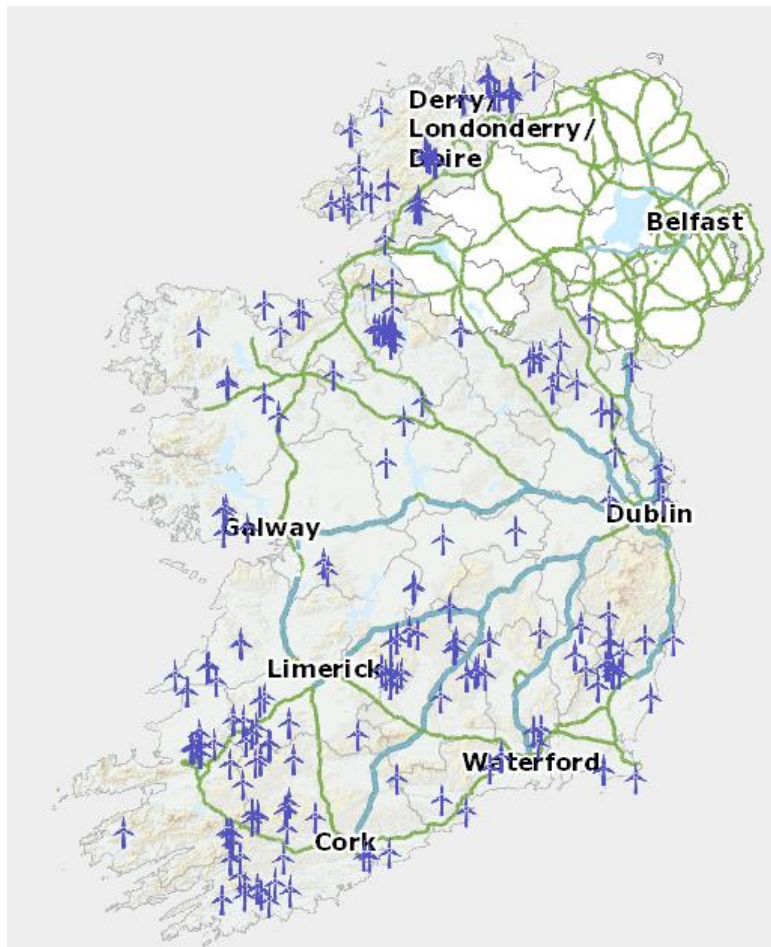 Derry/
Londonderry/
Doire
Belfast
Galway
Dublin
Limerick
Waterford
Cork